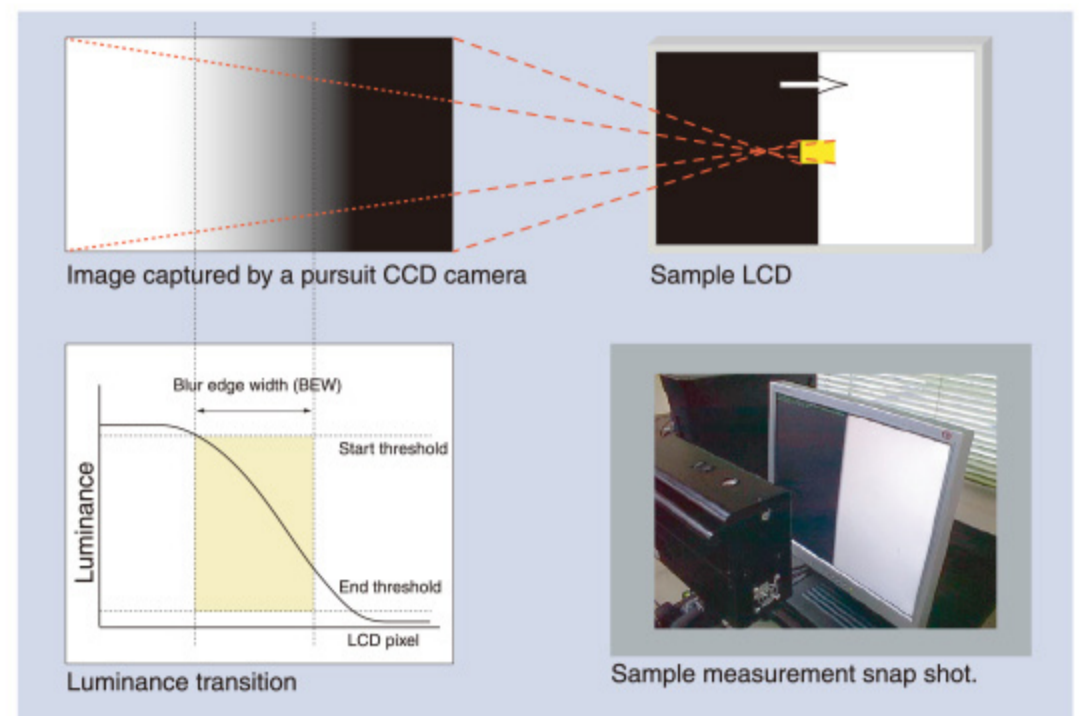 Image captured by a pursuit CCD camera
Sample LCD
Blur edge width (BEW)
Start threshold
Luminance
End threshold
LCD pixel
Luminance transition
Sample measurement snap shot.